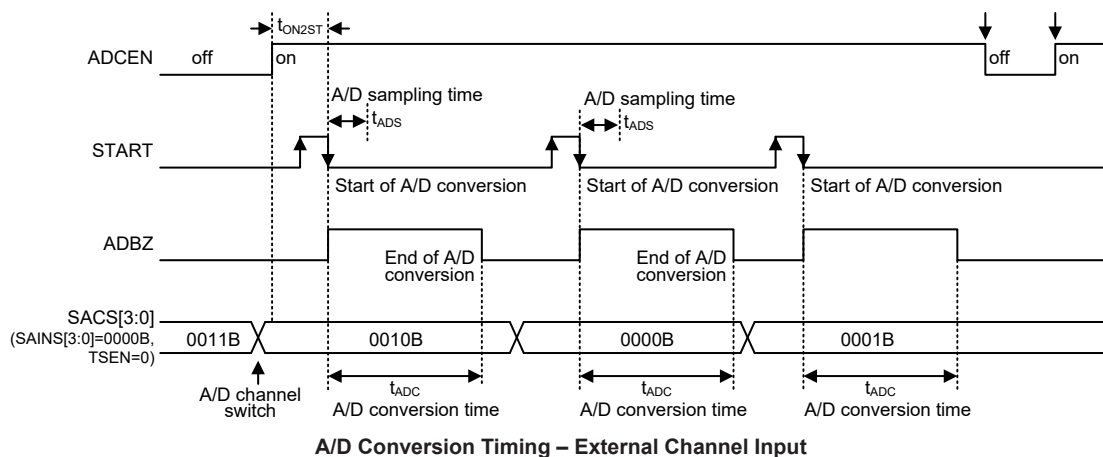 tON2ST
ADCEN
off
on
off
on
A/D sampling time
A/D sampling time
tADS
tADS
START
Start of A/D conversion
Start of A/D conversion
Start of A/D conversion
ADBZ
End of A/D
conversion
End of A/D
conversion
SACS[3:0]
(SAINS[3:0]=0000B,
TSEN=0)
0011B
0010B
0000B
0001B
A/D channel
switch
tADC
A/D conversion time
tADC
A/D conversion time
tADC
A/D conversion time
A/D Conversion Timing – External Channel Input